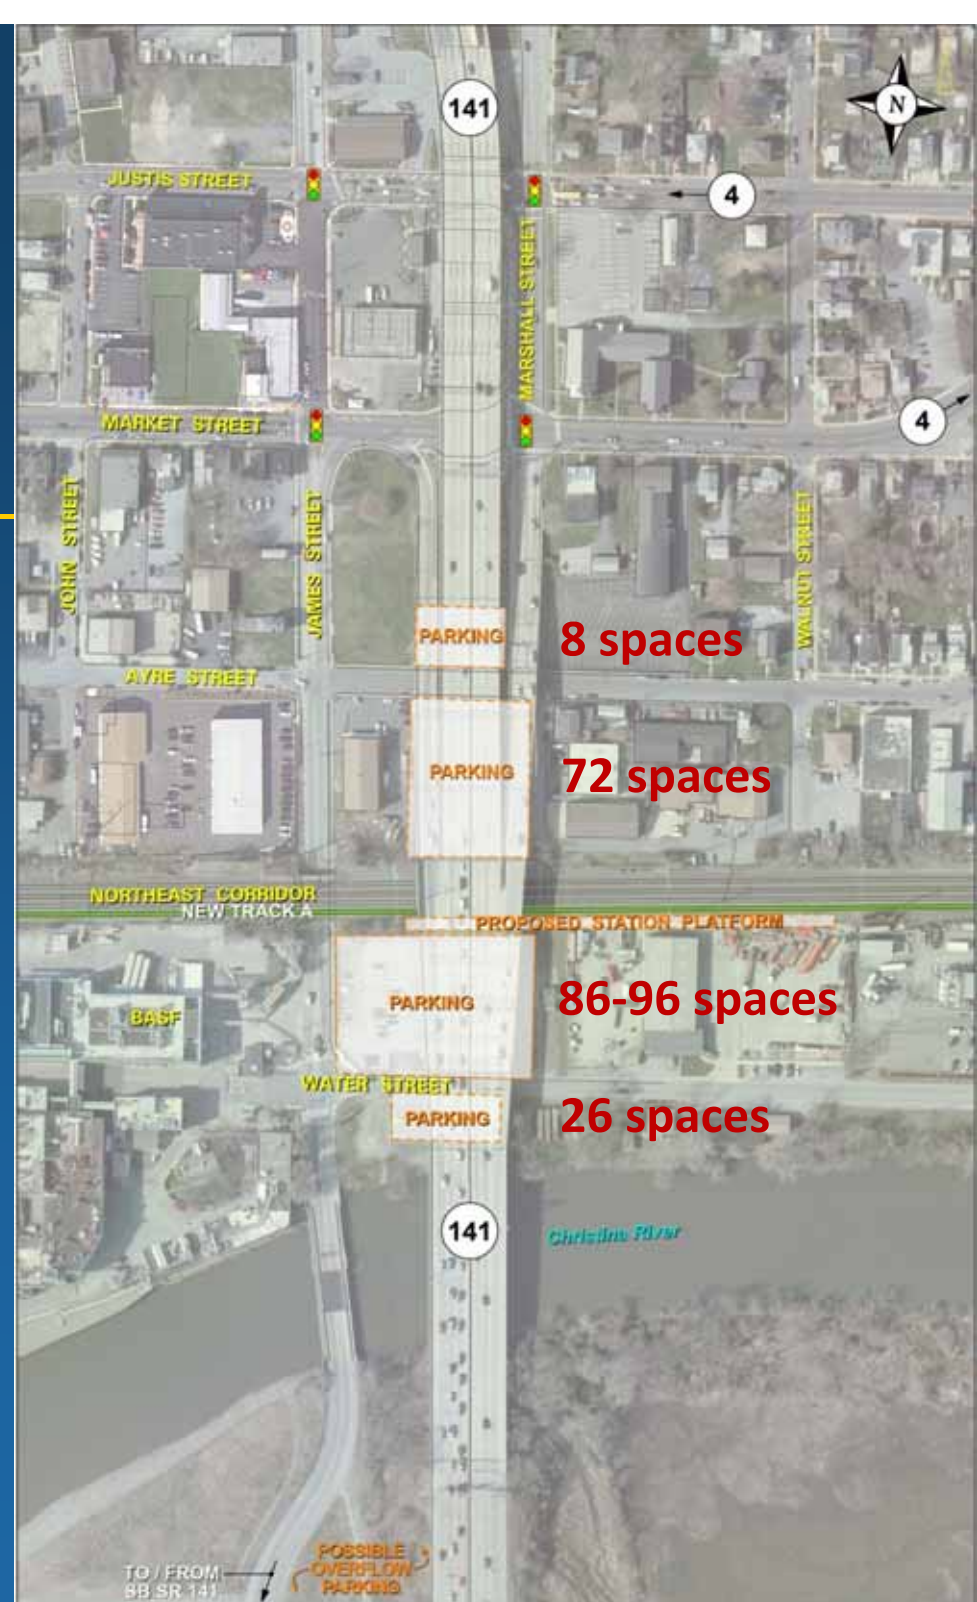 141
N
JUSTIS STREET
4
MARSHALL STREET
MARKET STREET
4
JOHN STREET
JAMES STREET
WALNUT STREET
PARKING
8 spaces
AYRE STREET
PARKING
72 spaces
NORTHEAST CORRIDOR
NEW TRACK A
PROPOSED STATION PLATFORM
PARKING
86-96 spaces
BASF
WATER STREET
PARKING
26 spaces
141
Christina River
POSSIBLE
OVERFLOW
PARKING
TO / FROM
SB SR 141